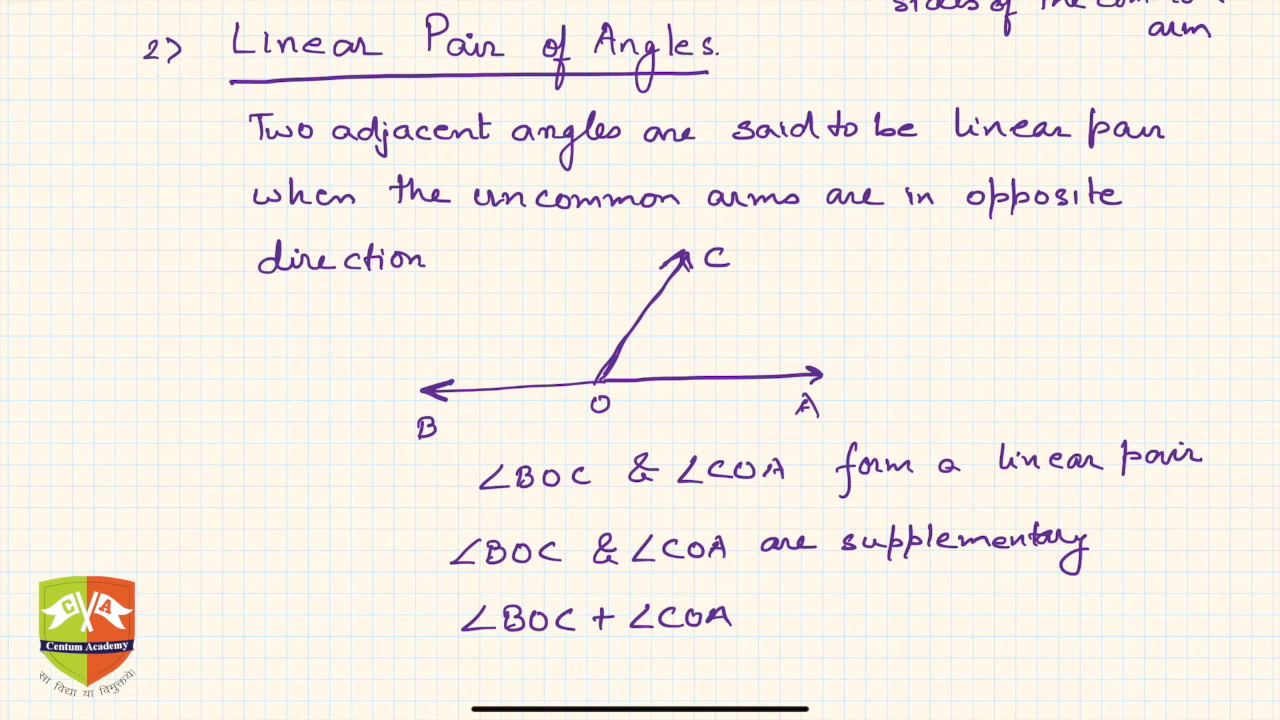 arm
2) Linear Pair of Angles.
Two adjacent angles are said to be linear pair
when the uncommon arms are in opposite
direction
C
B
O
A
∠BOC & ∠COA form a linear pair
∠BOC & ∠COA are supplementary
∠BOC + ∠COA
C A
Centum Academy
सा विद्या या विमुक्तये।